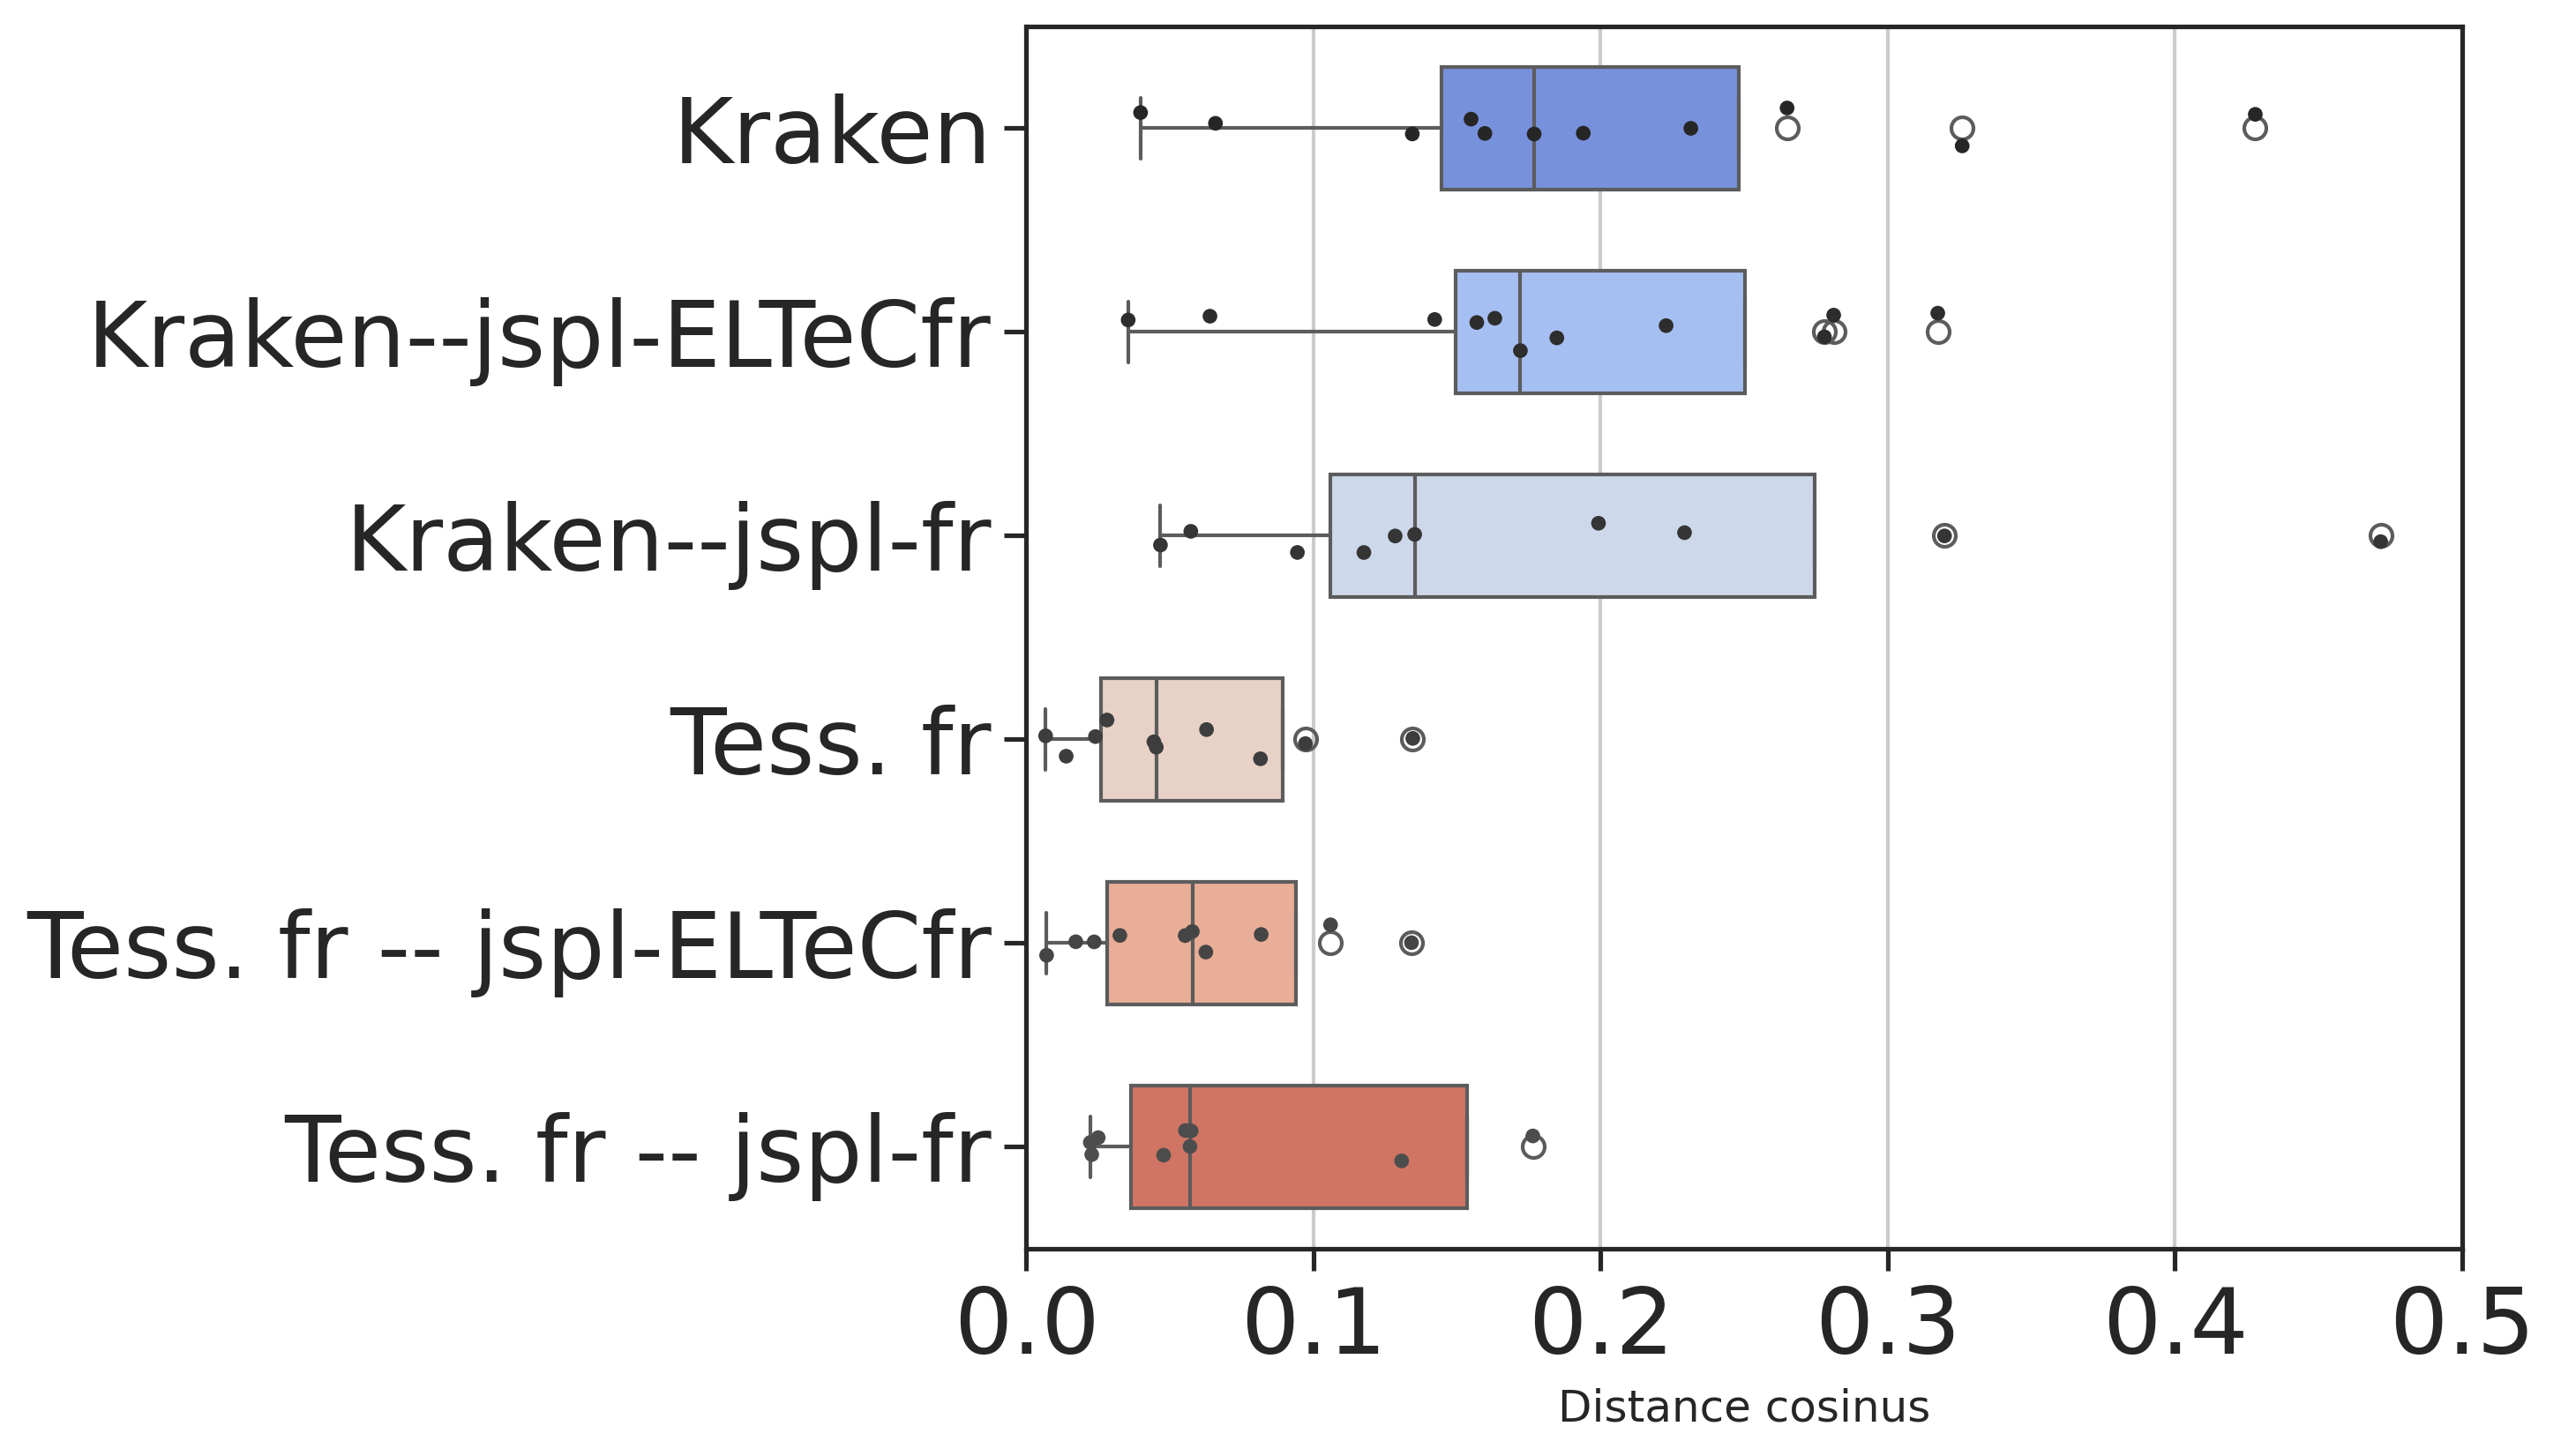 Kraken
Kraken--jspl-ELTeCfr
Kraken--jspl-fr
Tess. fr
Tess. fr -- jspl-ELTeCfr
Tess. fr -- jspl-fr
0.0 0.1 0.2 0.3 0.4 0.5
Distance cosinus